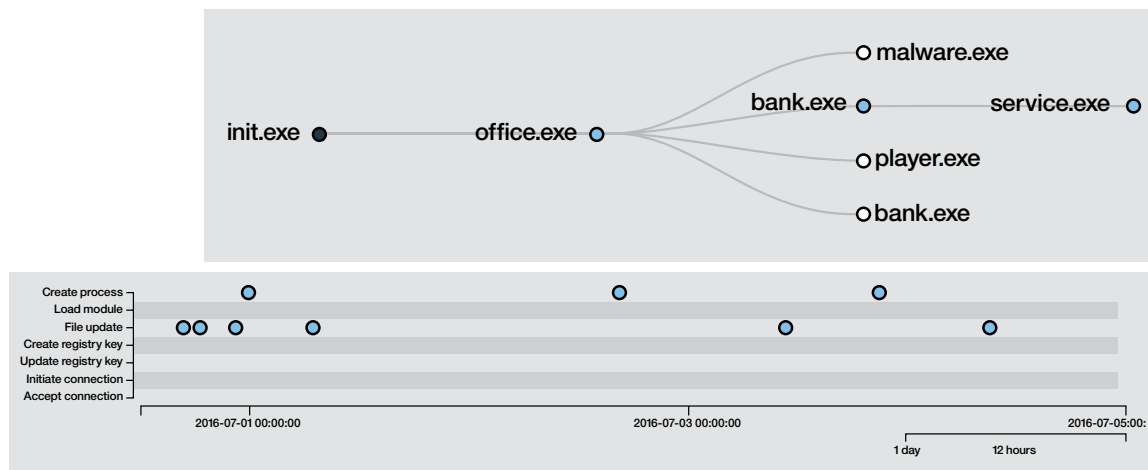 malware.exe
bank.exe
service.exe
init.exe
office.exe
player.exe
bank.exe
Create process
Load module
File update
Create registry key
Update registry key
Initiate connection
Accept connection
2016-07-01 00:00:00
2016-07-03 00:00:00
2016-07-05:00:
1 day
12 hours